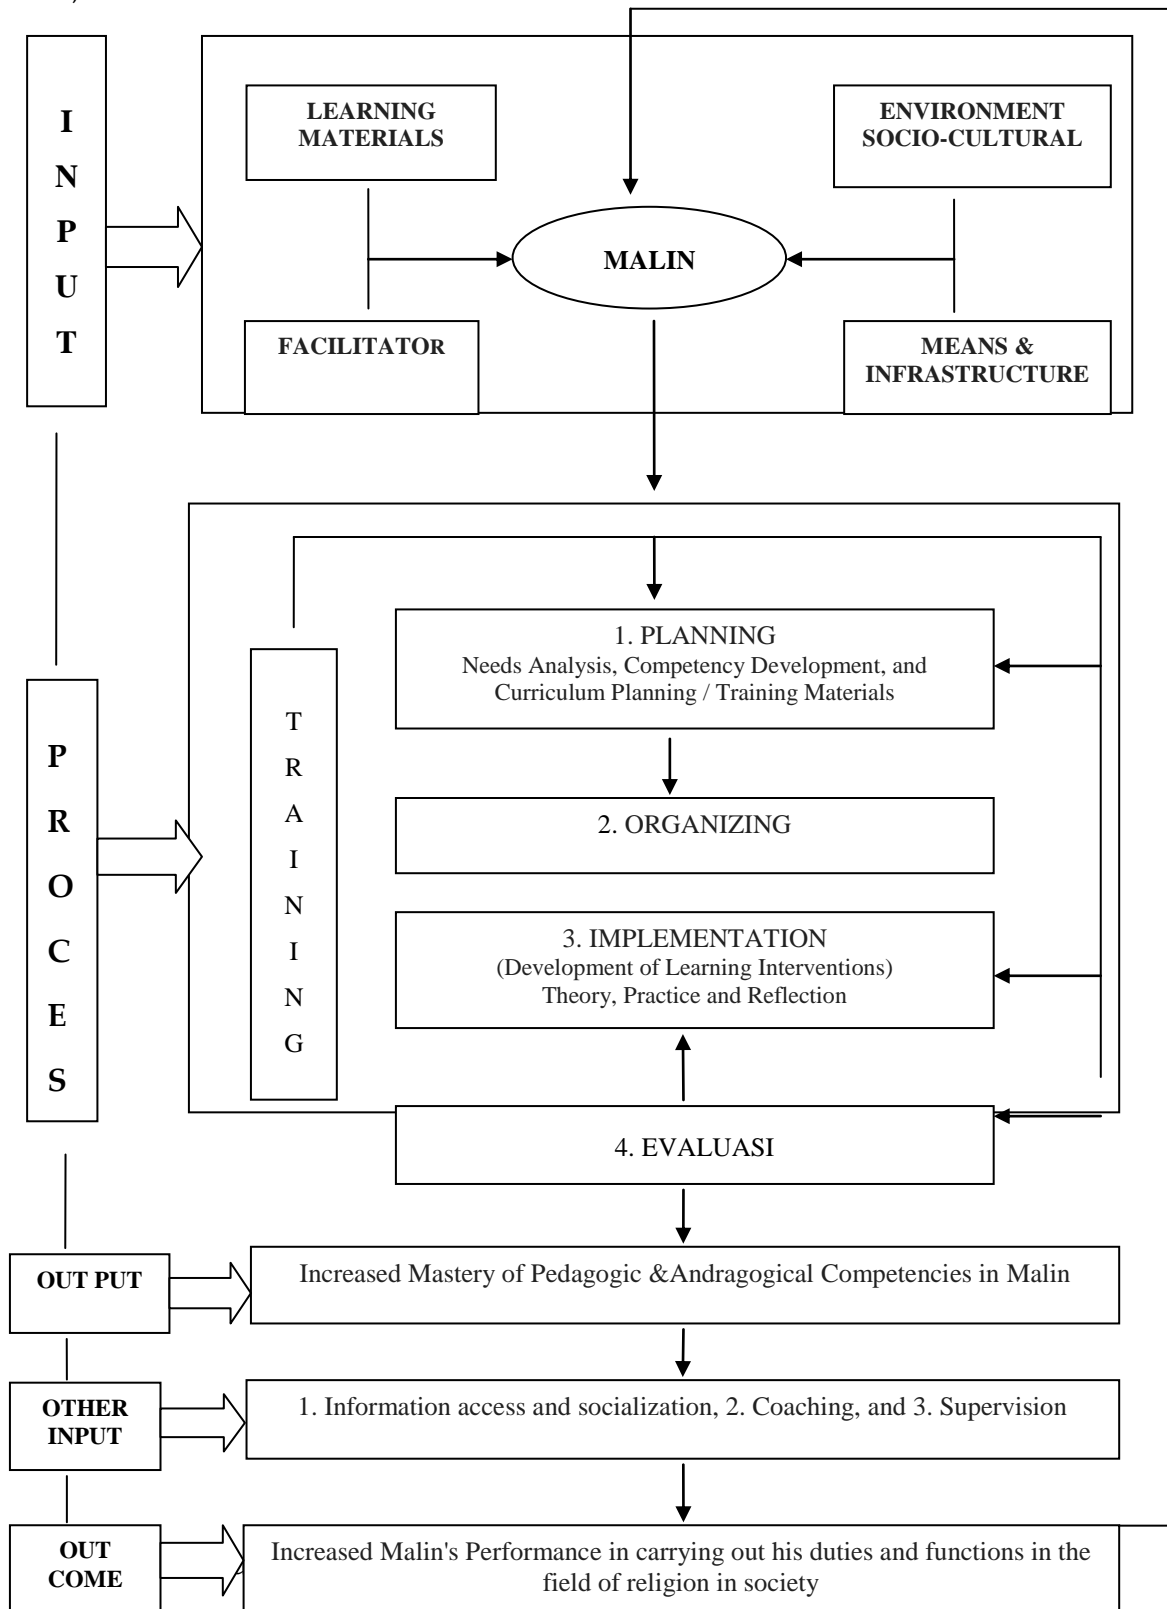 I
N
P
U
T
LEARNING
MATERIALS
ENVIRONMENT
SOCIO-CULTURAL
MALIN
FACILITATOR
MEANS &
INFRASTRUCTURE
P
R
O
C
E
S
T
R
A
I
N
I
N
G
1. PLANNING
Needs Analysis, Competency Development, and
Curriculum Planning / Training Materials
2. ORGANIZING
3. IMPLEMENTATION
(Development of Learning Interventions)
Theory, Practice and Reflection
4. EVALUASI
OUT PUT
Increased Mastery of Pedagogic &Andragogical Competencies in Malin
OTHER
INPUT
1. Information access and socialization, 2. Coaching, and 3. Supervision
OUT
COME
Increased Malin's Performance in carrying out his duties and functions in the
field of religion in society